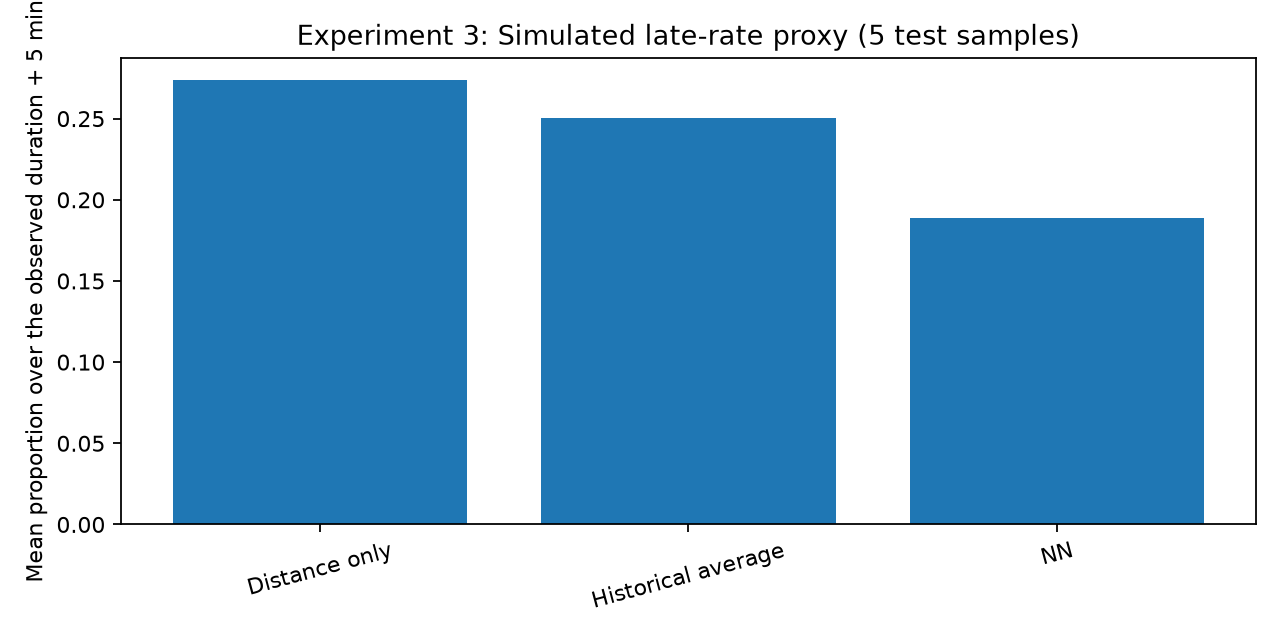 Experiment 3: Simulated late-rate proxy (5 test samples)
Mean proportion over the observed duration + 5 min
0.25
0.20
0.15
0.10
0.05
0.00
Distance only
Historical average
NN